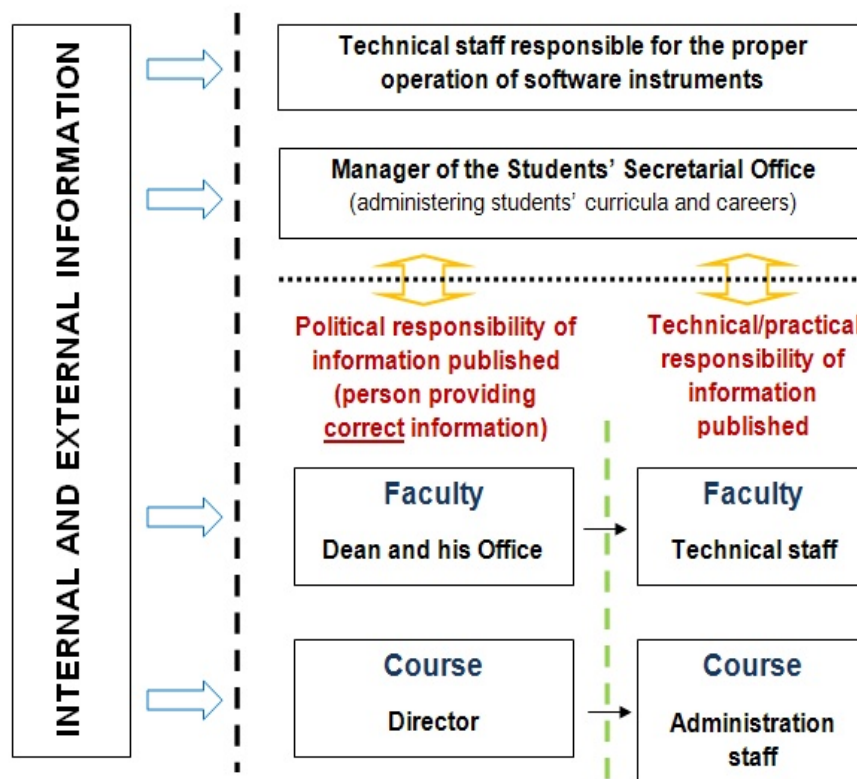 INTERNAL AND EXTERNAL INFORMATION
Technical staff responsible for the proper
operation of software instruments
Manager of the Students’ Secretarial Office
(administering students’ curricula and careers)
Political responsibility of
information published
(person providing
correct information)
Technical/practical
responsibility of
information
published
Faculty
Dean and his Office
Faculty
Technical staff
Course
Director
Course
Administration
staff